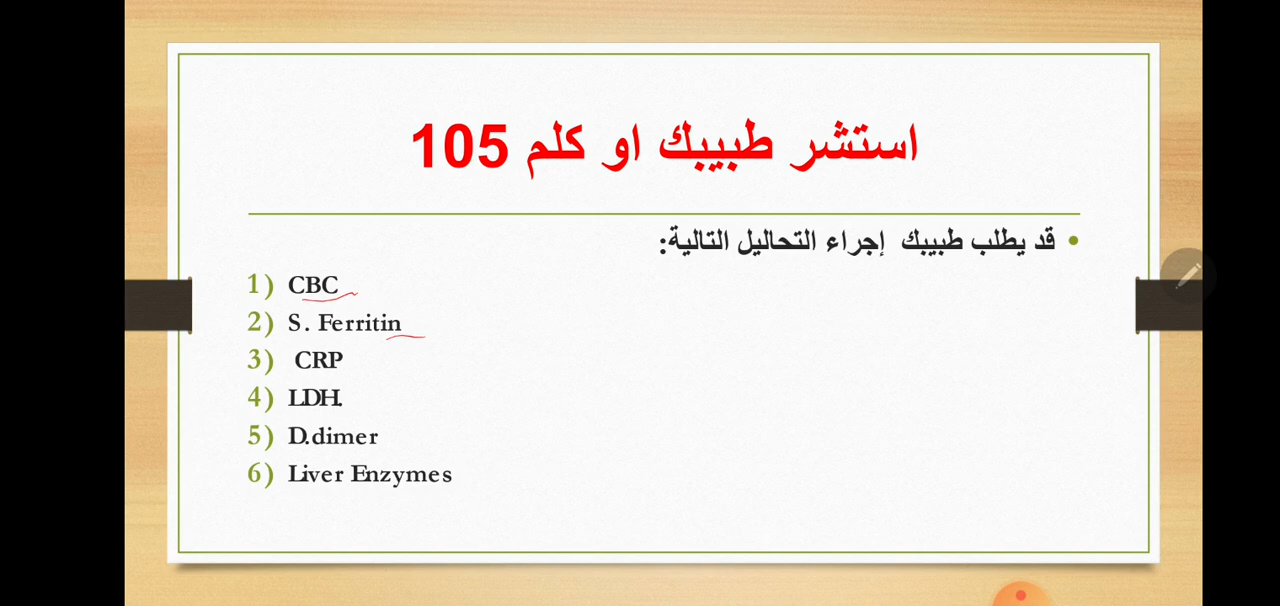 استشر طبيبك او كلم 105
قد يطلب طبيبك إجراء التحاليل التالية:
1) CBC
2) S. Ferritin
3) CRP
4) LDH.
5) D.dimer
6) Liver Enzymes